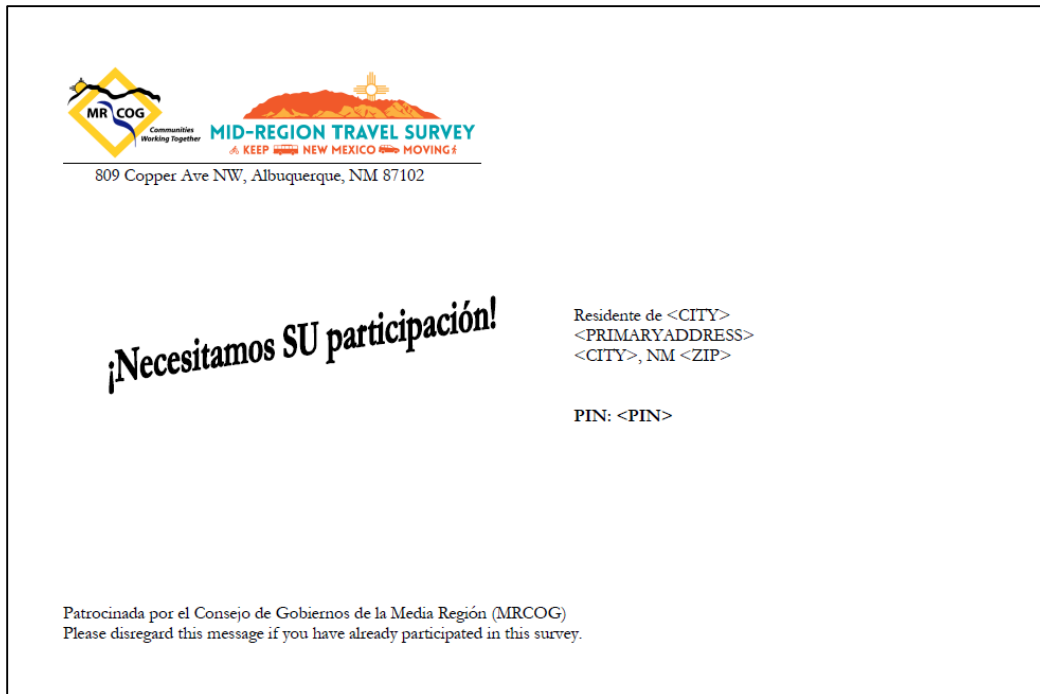 MR COG
Communities
Working Together
MID-REGION TRAVEL SURVEY
KEEP NEW MEXICO MOVING
809 Copper Ave NW, Albuquerque, NM 87102
¡Necesitamos SU participación!
Residente de <CITY>
<PRIMARYADDRESS>
<CITY>, NM <ZIP>
PIN: <PIN>
Patrocinada por el Consejo de Gobiernos de la Media Región (MRCOG)
Please disregard this message if you have already participated in this survey.